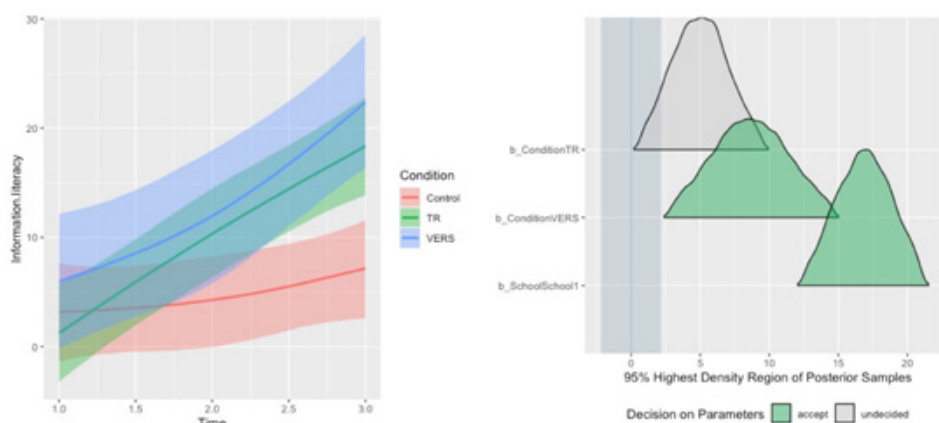 30
20
10
0
Information.literacy
1.0
1.5
2.0
2.5
3.0
Time
Condition
Control
TR
VERS
b_ConditionTR
b_ConditionVERS
b_SchoolSchool1
0
5
10
15
20
95% Highest Density Region of Posterior Samples
Decision on Parameters accept undecided